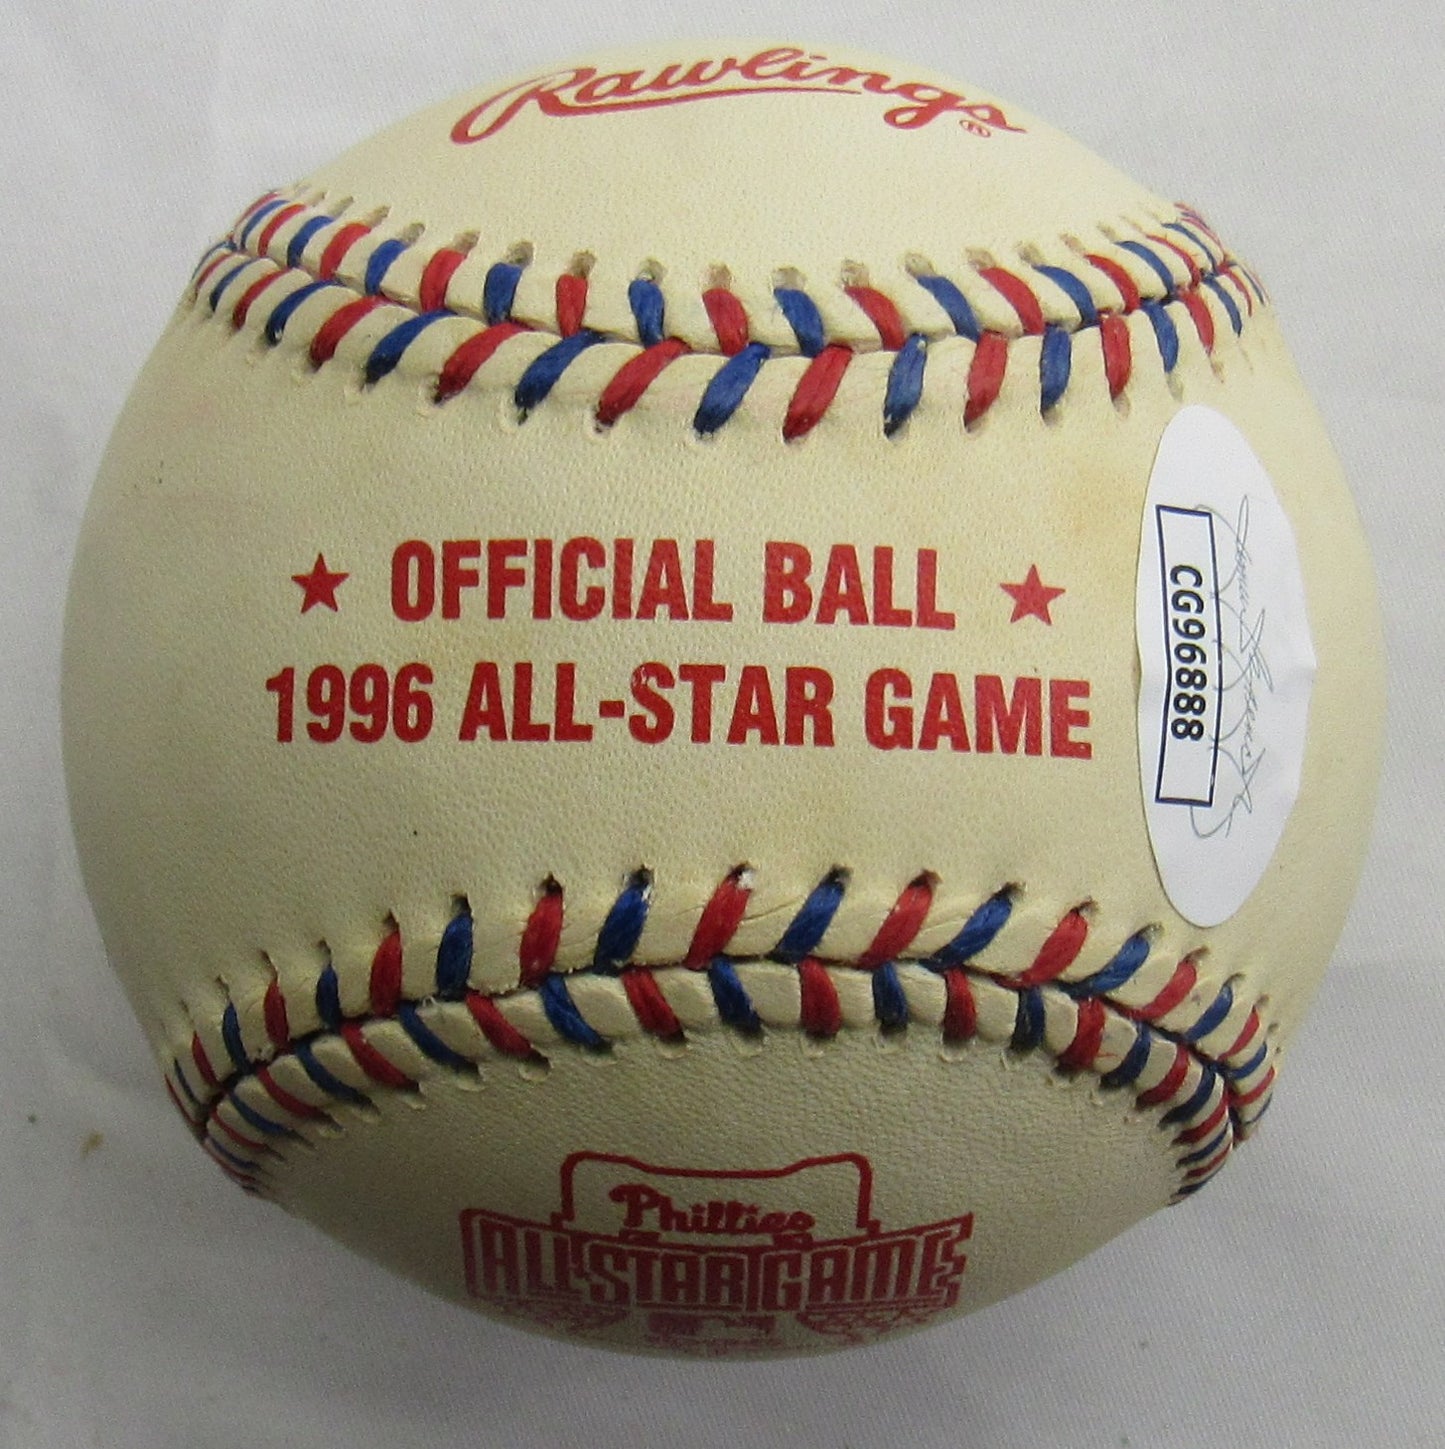 Rawlings®
★ OFFICIAL BALL ★
1996 ALL-STAR GAME
CG96888
Phillies
ALL-STAR GAME